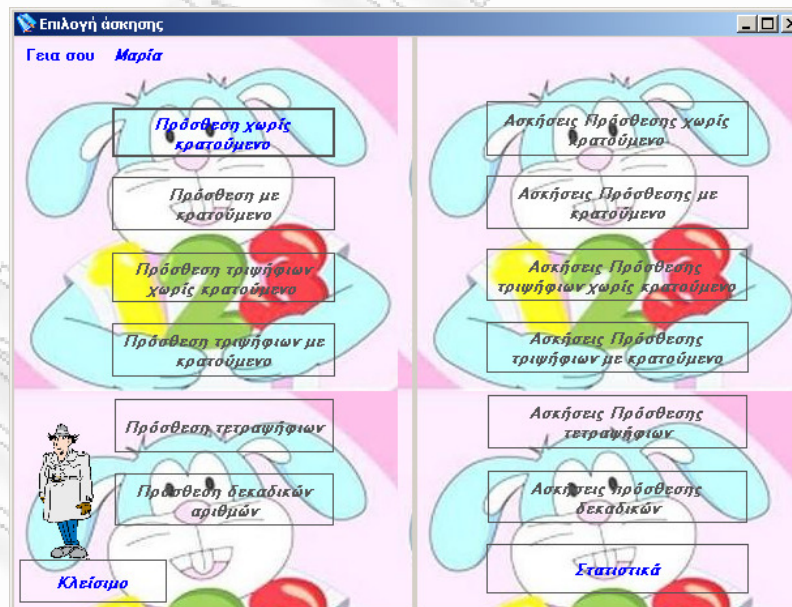 Επιλογή άσκησης
Γεια σου Μαρία
Πρόσθεση χωρίς
κρατούμενο
Πρόσθεση με
κρατούμενο
Πρόσθεση τριψήφιων
χωρίς κρατούμενο
Πρόσθεση τριψήφιων με
κρατούμενο
Πρόσθεση τετραψήφιων
Πρόσθεση δεκαδικών
αριθμών
Κλείσιμο
Ασκήσεις Πρόσθεσης χωρίς
κρατούμενο
Ασκήσεις Πρόσθεσης με
κρατούμενο
Ασκήσεις Πρόσθεσης
τριψήφιων χωρίς κρατούμενο
Ασκήσεις Πρόσθεσης
τριψήφιων με κρατούμενο
Ασκήσεις Πρόσθεσης
τετραψήφιων
Ασκήσεις πρόσθεσης
δεκαδικών
Στατιστικά